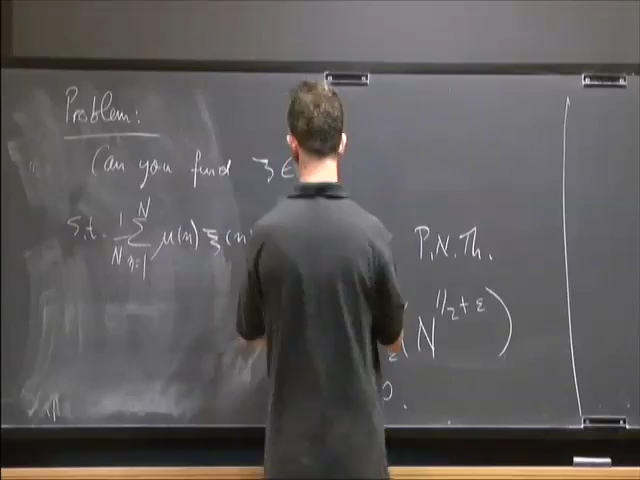 Problem:
Can you find ξ ∈
s.t. 1/N ∑_{n=1}^{N} μ(n) ξ(n
P.N.Th.
ε(N^{1/2+ε})